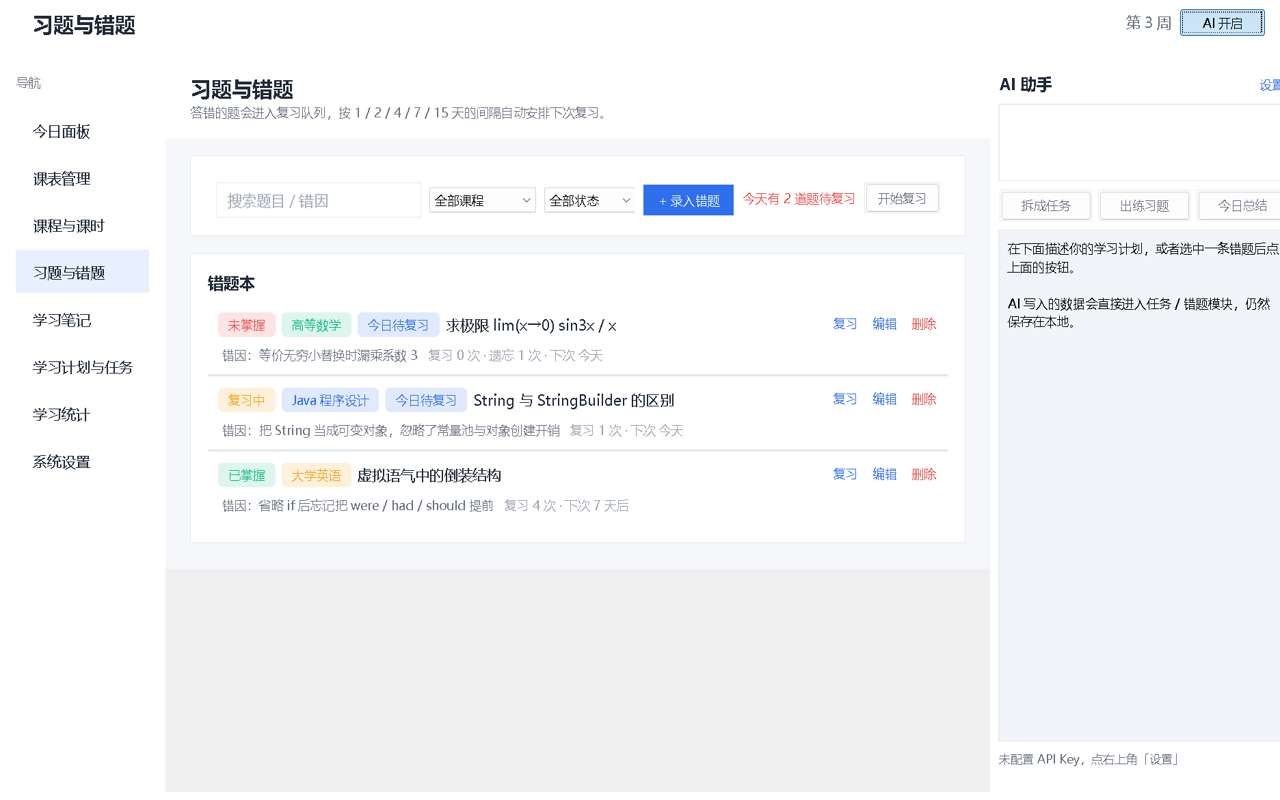 习题与错题
第 3 周
AI 开启
导航
今日面板
课表管理
课程与课时
习题与错题
学习笔记
学习计划与任务
学习统计
系统设置
习题与错题
答错的题会进入复习队列，按 1 / 2 / 4 / 7 / 15 天的间隔自动安排下次复习。
搜索题目 / 错因
全部课程
全部状态
+ 录入错题
今天有 2 道题待复习
开始复习
错题本
未掌握 高等数学 今日待复习 求极限 lim(x→0) sin3x / x 复习 编辑 删除
错因：等价无穷小替换时漏乘系数 3 复习 0 次 · 遗忘 1 次 · 下次 今天
复习中 Java 程序设计 今日待复习 String 与 StringBuilder 的区别 复习 编辑 删除
错因：把 String 当成可变对象，忽略了常量池与对象创建开销 复习 1 次 · 下次 今天
已掌握 大学英语 虚拟语气中的倒装结构 复习 编辑 删除
错因：省略 if 后忘记把 were / had / should 提前 复习 4 次 · 下次 7 天后
AI 助手
设置
拆成任务
出练习题
今日总结
在下面描述你的学习计划，或者选中一条错题后点
上面的按钮。
AI 写入的数据会直接进入任务 / 错题模块，仍然
保存在本地。
未配置 API Key，点右上角「设置」